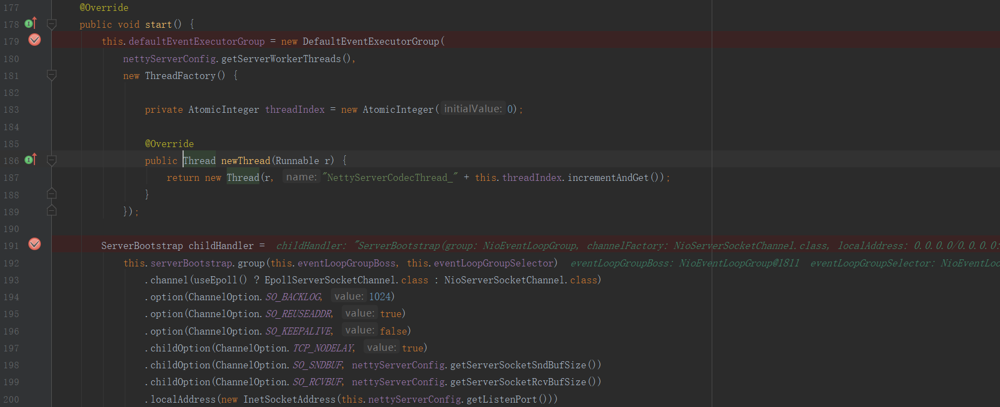 177 @Override
178 public void start() {
179 this.defaultEventExecutorGroup = new DefaultEventExecutorGroup(
180 nettyServerConfig.getServerWorkerThreads(),
181 new ThreadFactory() {
182
183 private AtomicInteger threadIndex = new AtomicInteger( initialValue: 0);
184
185 @Override
186 public Thread newThread(Runnable r) {
187 return new Thread(r, name: "NettyServerCodecThread_" + this.threadIndex.incrementAndGet());
188 }
189 });
190
191 ServerBootstrap childHandler = childHandler: "ServerBootstrap(group: NioEventLoopGroup, channelFactory: NioServerSocketChannel.class, localAddress: 0.0.0.0/0.0.0.0:
192 this.serverBootstrap.group(this.eventLoopGroupBoss, this.eventLoopGroupSelector) eventLoopGroupBoss: NioEventLoopGroup@1811 eventLoopGroupSelector: NioEventLoo
193 .channel(useEpoll() ? EpollServerSocketChannel.class : NioServerSocketChannel.class)
194 .option(ChannelOption.SO_BACKLOG, value: 1024)
195 .option(ChannelOption.SO_REUSEADDR, value: true)
196 .option(ChannelOption.SO_KEEPALIVE, value: false)
197 .childOption(ChannelOption.TCP_NODELAY, value: true)
198 .childOption(ChannelOption.SO_SNDBUF, nettyServerConfig.getServerSocketSndBufSize())
199 .childOption(ChannelOption.SO_RCVBUF, nettyServerConfig.getServerSocketRcvBufSize())
200 .localAddress(new InetSocketAddress(this.nettyServerConfig.getListenPort()))